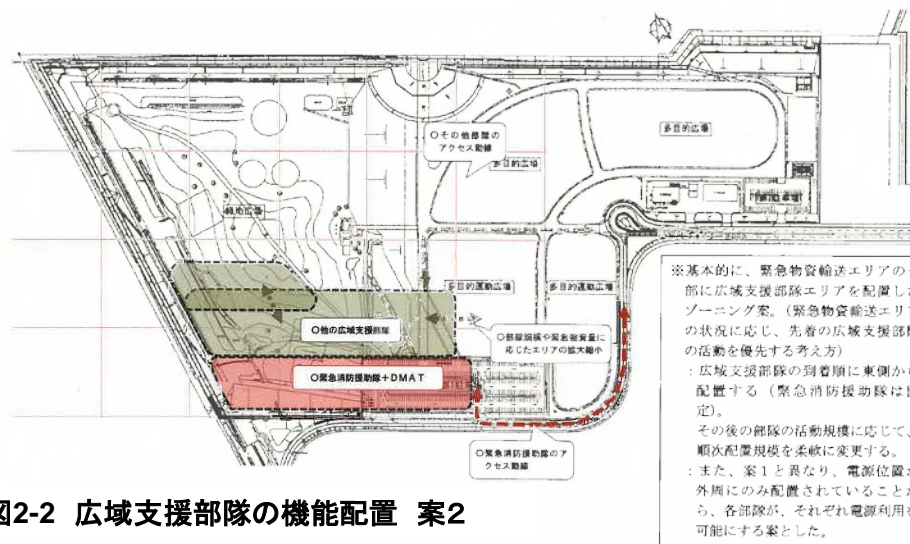 〇その他部隊の
アクセス動線
多目的広場
多目的広場
緑地広場
多目的運動広場
多目的運動広場
〇他の広域支援部隊
〇部隊規模や緊急物資量に
応じたエリアの拡大縮小
〇緊急消防援助隊+DMAT
〇緊急消防援助隊のア
クセス動線
※基本的に、緊急物資輸送エリアの
部に広域支援部隊エリアを配置し
ゾーニング案。(緊急物資輸送エリ
の状況に応じ、先着の広域支援部
の活動を優先する考え方)
:広域支援部隊の到着順に東側か
配置する(緊急消防援助隊は
定)。
その後の部隊の活動規模に応じて、
順次配置規模を柔軟に変更する。
:また、案1と異なり、電源位置
外周にのみ配置されていることか
ら、各部隊が、それぞれ電源利用
可能にする案とした。
図2-2 広域支援部隊の機能配置 案2